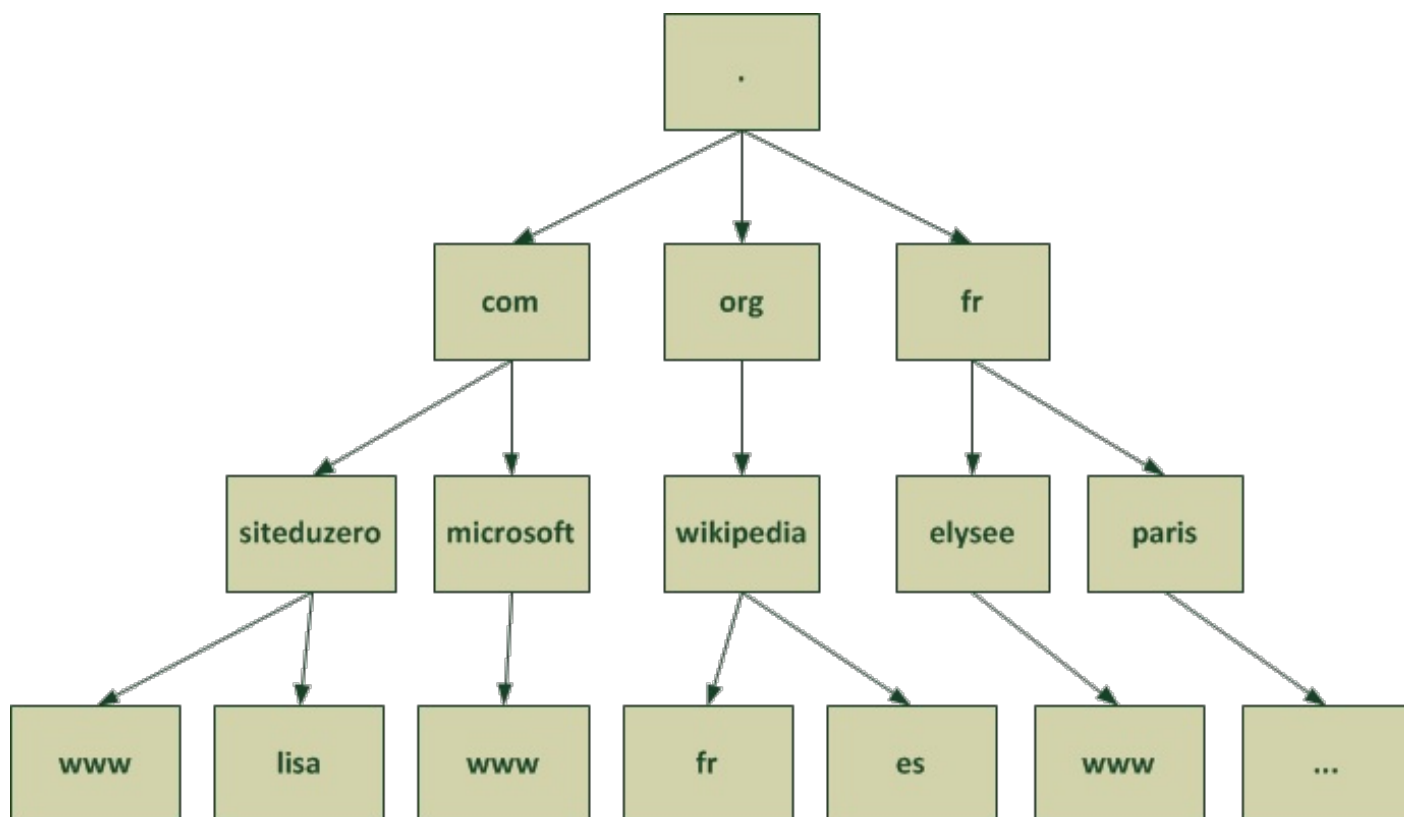 .
com
org
fr
siteduzero
microsoft
wikipedia
elysee
paris
www
lisa
www
fr
es
www
...